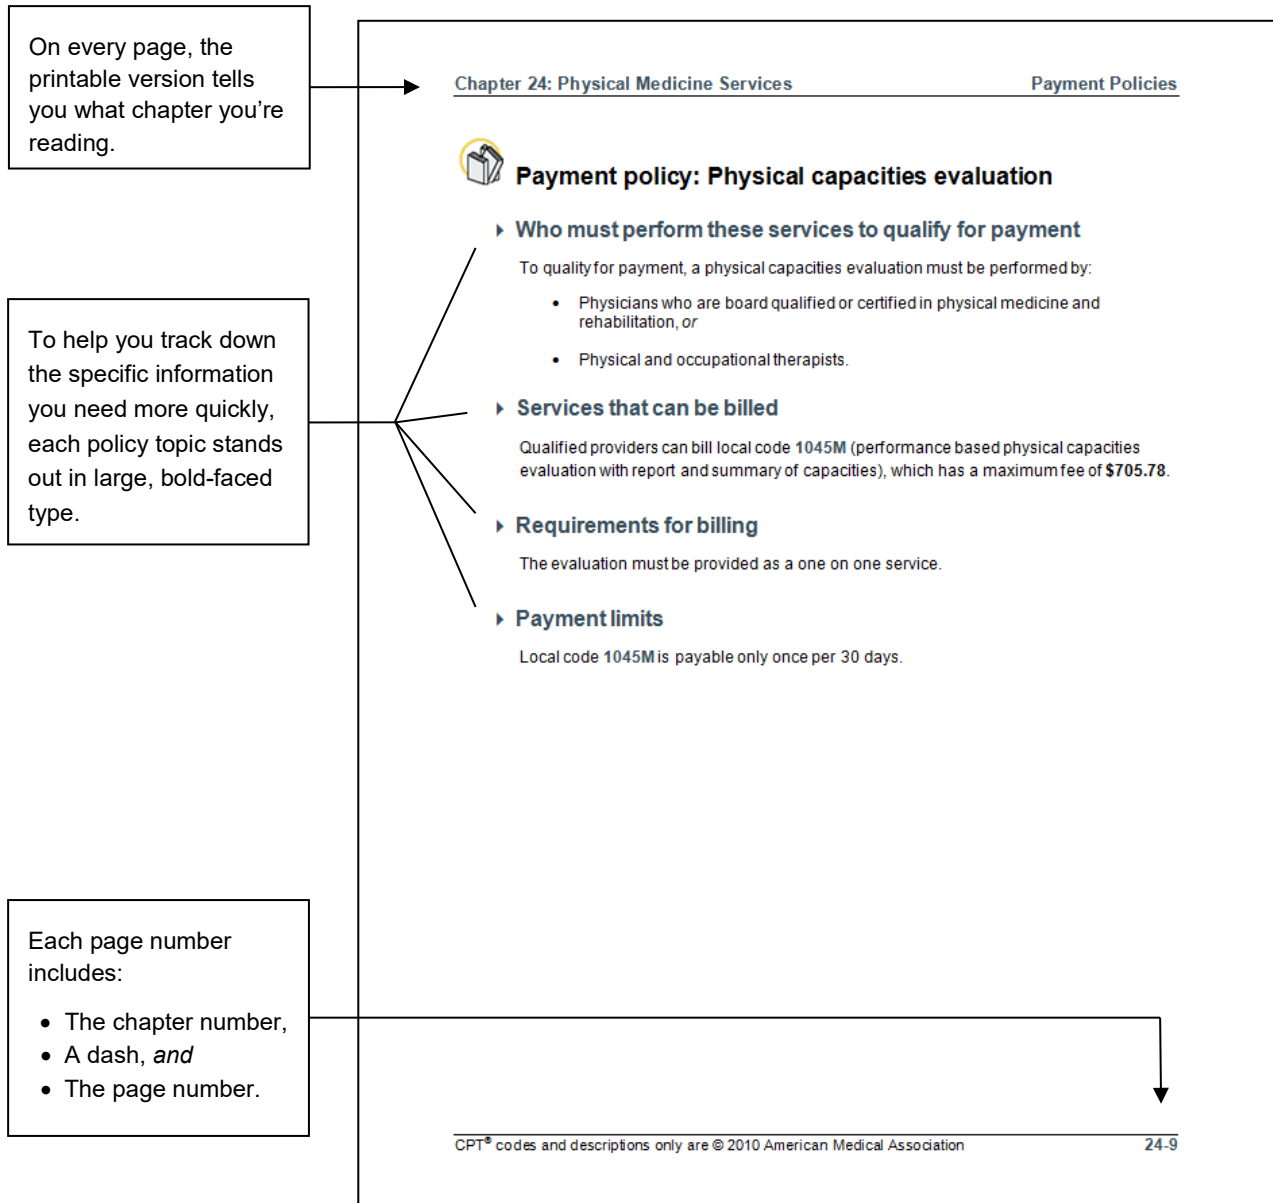 On every page, the
printable version tells
you what chapter you’re
reading.
Chapter 24: Physical Medicine Services Payment Policies
Payment policy: Physical capacities evaluation
Who must perform these services to qualify for payment
To qualify for payment, a physical capacities evaluation must be performed by:
• Physicians who are board qualified or certified in physical medicine and
rehabilitation, or
• Physical and occupational therapists.
To help you track down
the specific information
you need more quickly,
each policy topic stands
out in large, bold-faced
type.
Services that can be billed
Qualified providers can bill local code 1045M (performance based physical capacities
evaluation with report and summary of capacities), which has a maximum fee of $705.78.
Requirements for billing
The evaluation must be provided as a one on one service.
Payment limits
Local code 1045M is payable only once per 30 days.
Each page number
includes:
• The chapter number,
• A dash, and
• The page number.
CPT® codes and descriptions only are © 2010 American Medical Association 24-9